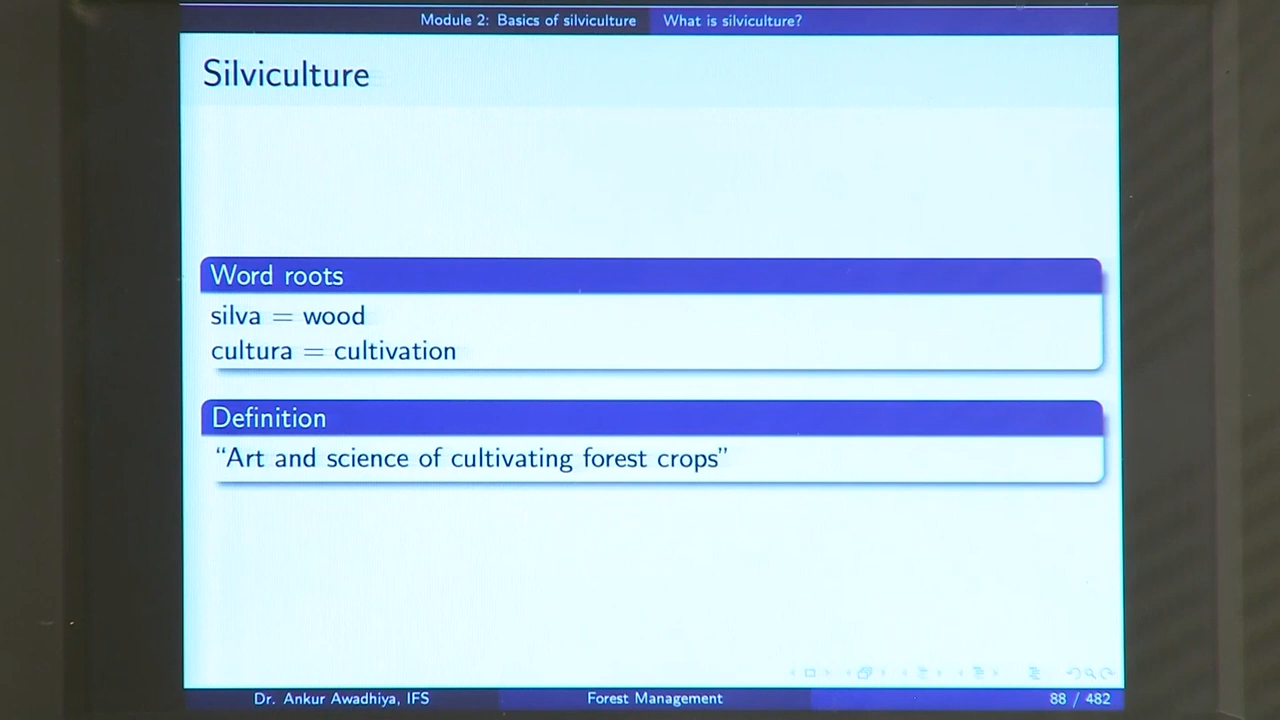 Module 2: Basics of silviculture What is silviculture?
Silviculture
Word roots
silva = wood
cultura = cultivation
Definition
“Art and science of cultivating forest crops”
Dr. Ankur Awadhiya, IFS Forest Management 88 / 482